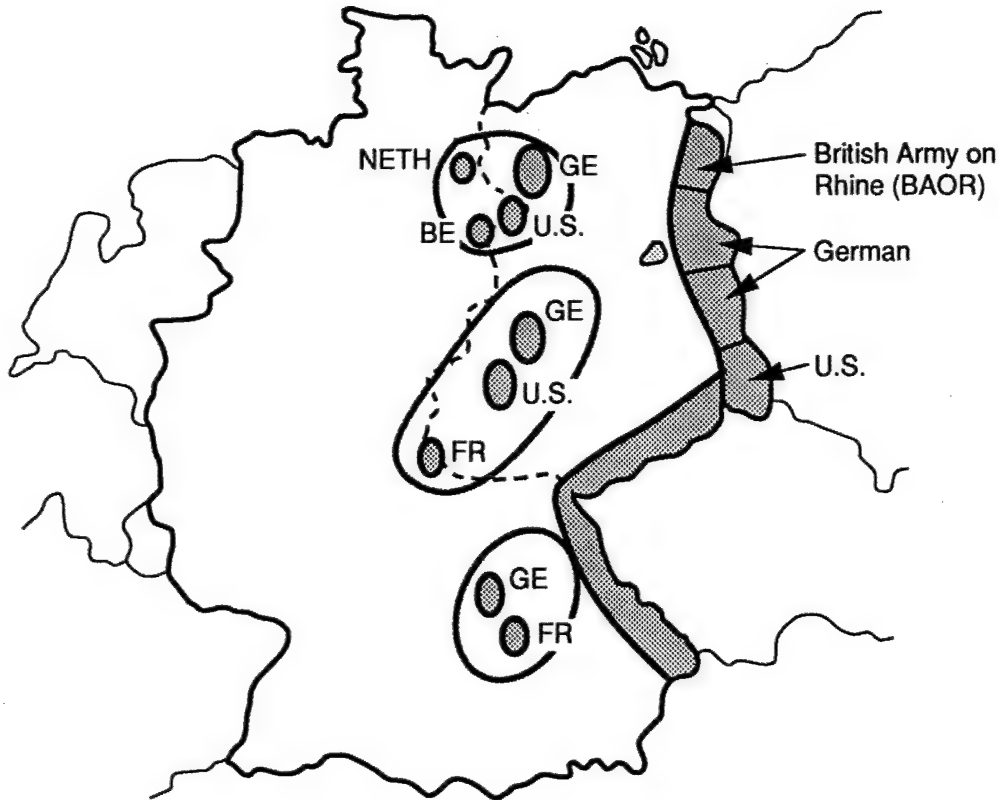 NETH
GE
British Army on
Rhine (BAOR)
BE
U.S.
German
GE
U.S.
U.S.
FR
GE
FR